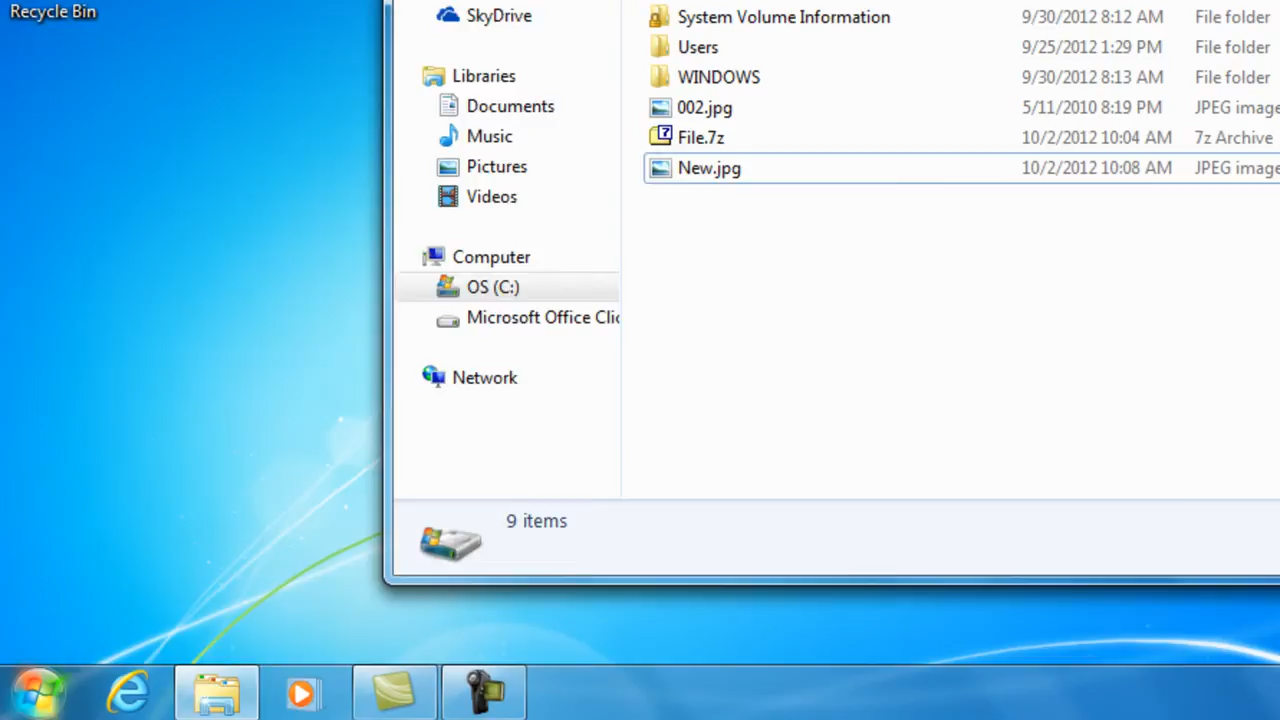 Recycle Bin
SkyDrive
Libraries
Documents
Music
Pictures
Videos
Computer
OS (C:)
Microsoft Office Clic
Network
System Volume Information 9/30/2012 8:12 AM File folder
Users 9/25/2012 1:29 PM File folder
WINDOWS 9/30/2012 8:13 AM File folder
002.jpg 5/11/2010 8:19 PM JPEG image
File.7z 10/2/2012 10:04 AM 7z Archive
New.jpg 10/2/2012 10:08 AM JPEG image
9 items